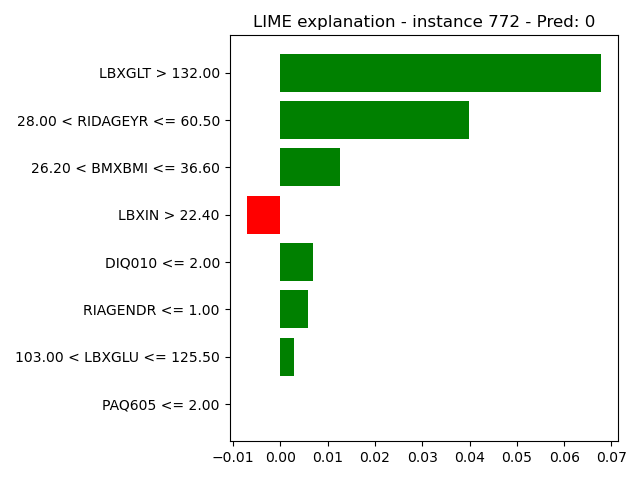 LIME explanation - instance 772 - Pred: 0
LBXGLT > 132.00
28.00 < RIDAGEYR <= 60.50
26.20 < BMXBMI <= 36.60
LBXIN > 22.40
DIQ010 <= 2.00
RIAGENDR <= 1.00
103.00 < LBXGLU <= 125.50
PAQ605 <= 2.00
−0.01 0.00 0.01 0.02 0.03 0.04 0.05 0.06 0.07